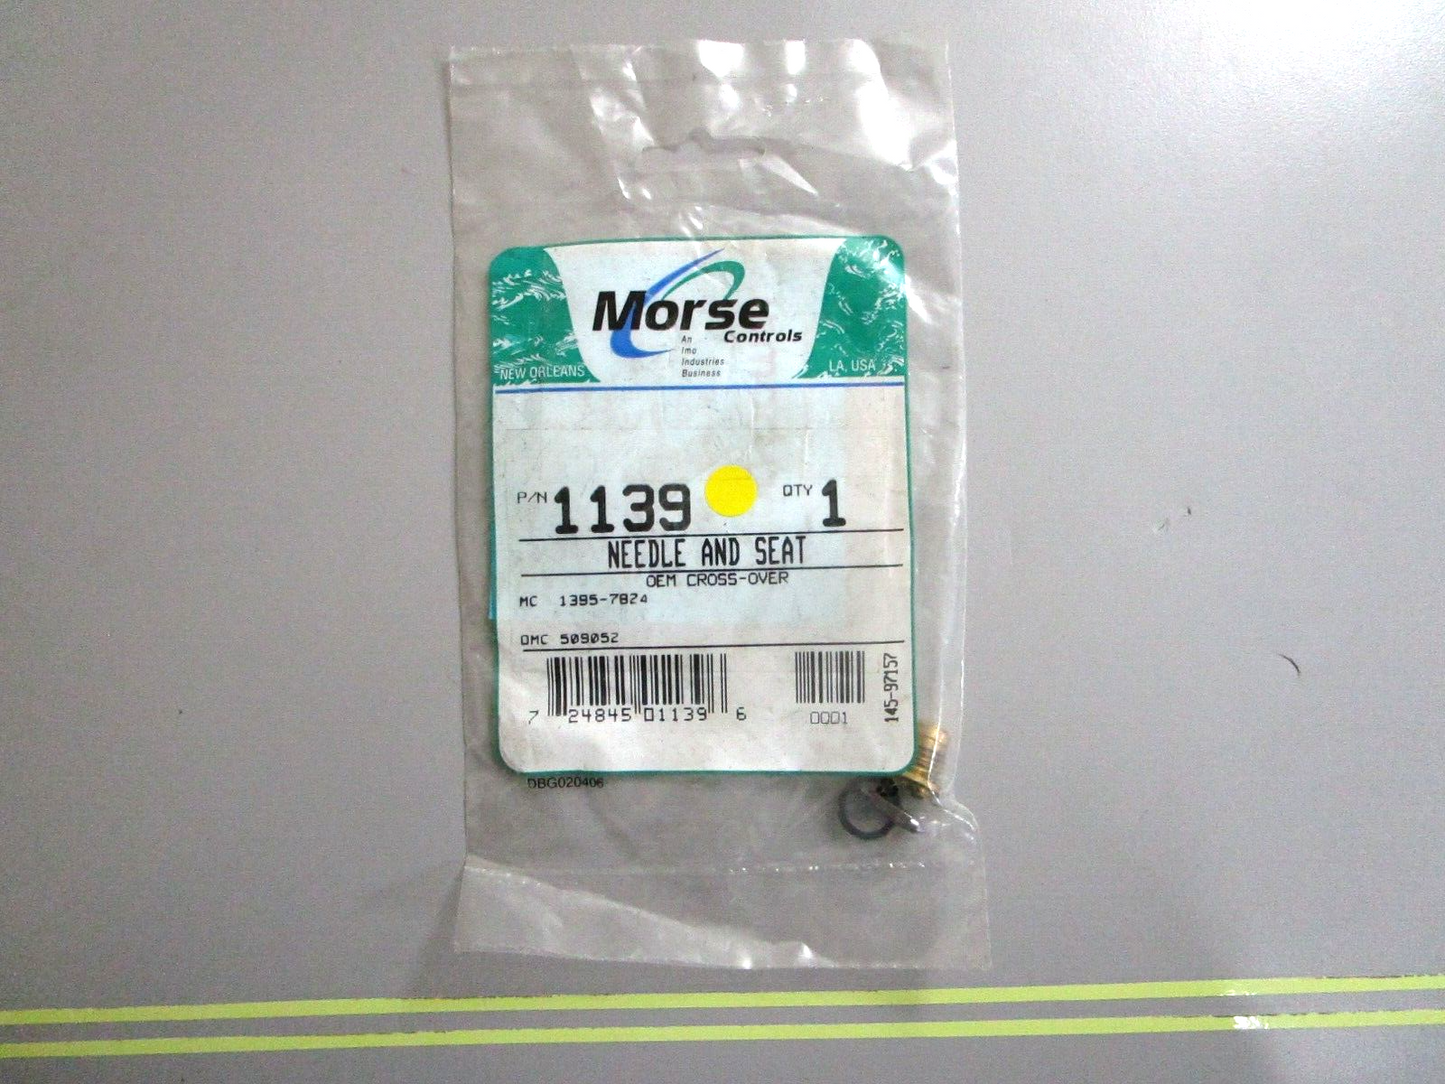 Morse
Controls
An
Imo
Industries
Business
NEW ORLEANS LA, USA
P/N 1139 QTY 1
NEEDLE AND SEAT
OEM CROSS-OVER
MC 1395-7824
OMC 509052
7 24845 01139 6
0001
145-97157
DBG020406